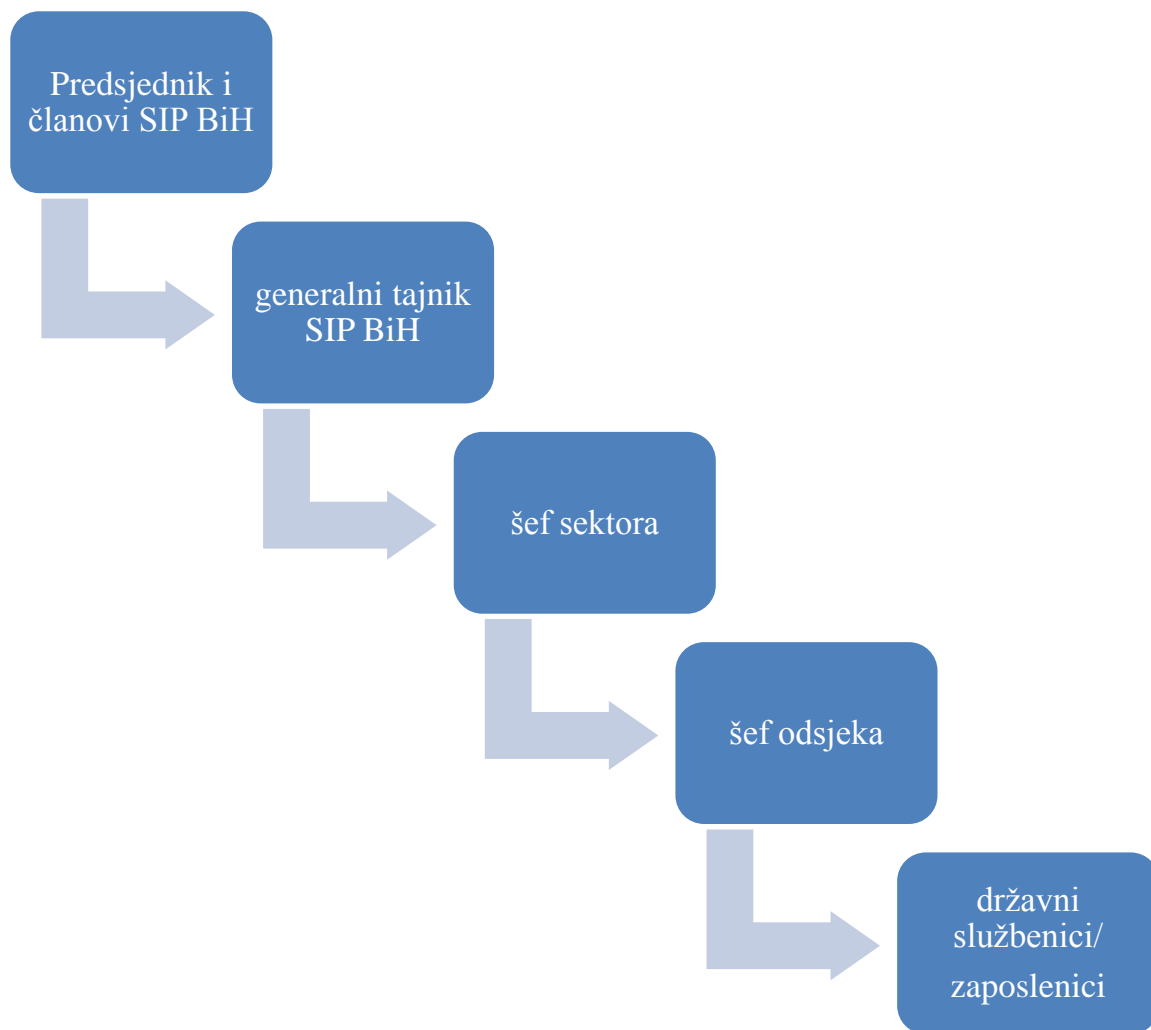 Predsjednik i
članovi SIP BiH
generalni tajnik
SIP BiH
šef sektora
šef odsjeka
državni
službenici/
zaposlenici